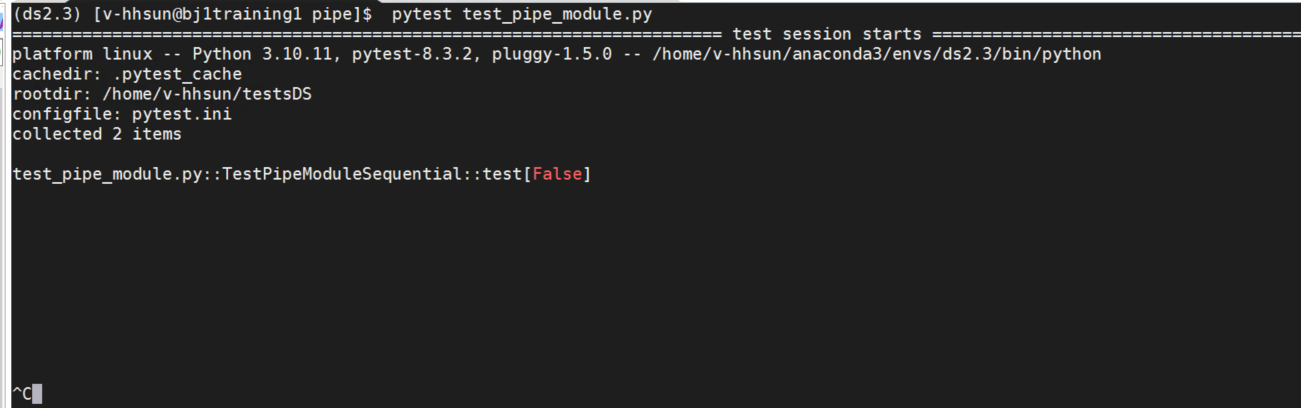 (ds2.3) [v-hhsun@bj1training1 pipe]$  pytest test_pipe_module.py
======================================================================= test session starts =====================================
platform linux -- Python 3.10.11, pytest-8.3.2, pluggy-1.5.0 -- /home/v-hhsun/anaconda3/envs/ds2.3/bin/python
cachedir: .pytest_cache
rootdir: /home/v-hhsun/testsDS
configfile: pytest.ini
collected 2 items
test_pipe_module.py::TestPipeModuleSequential::test[False]
^C